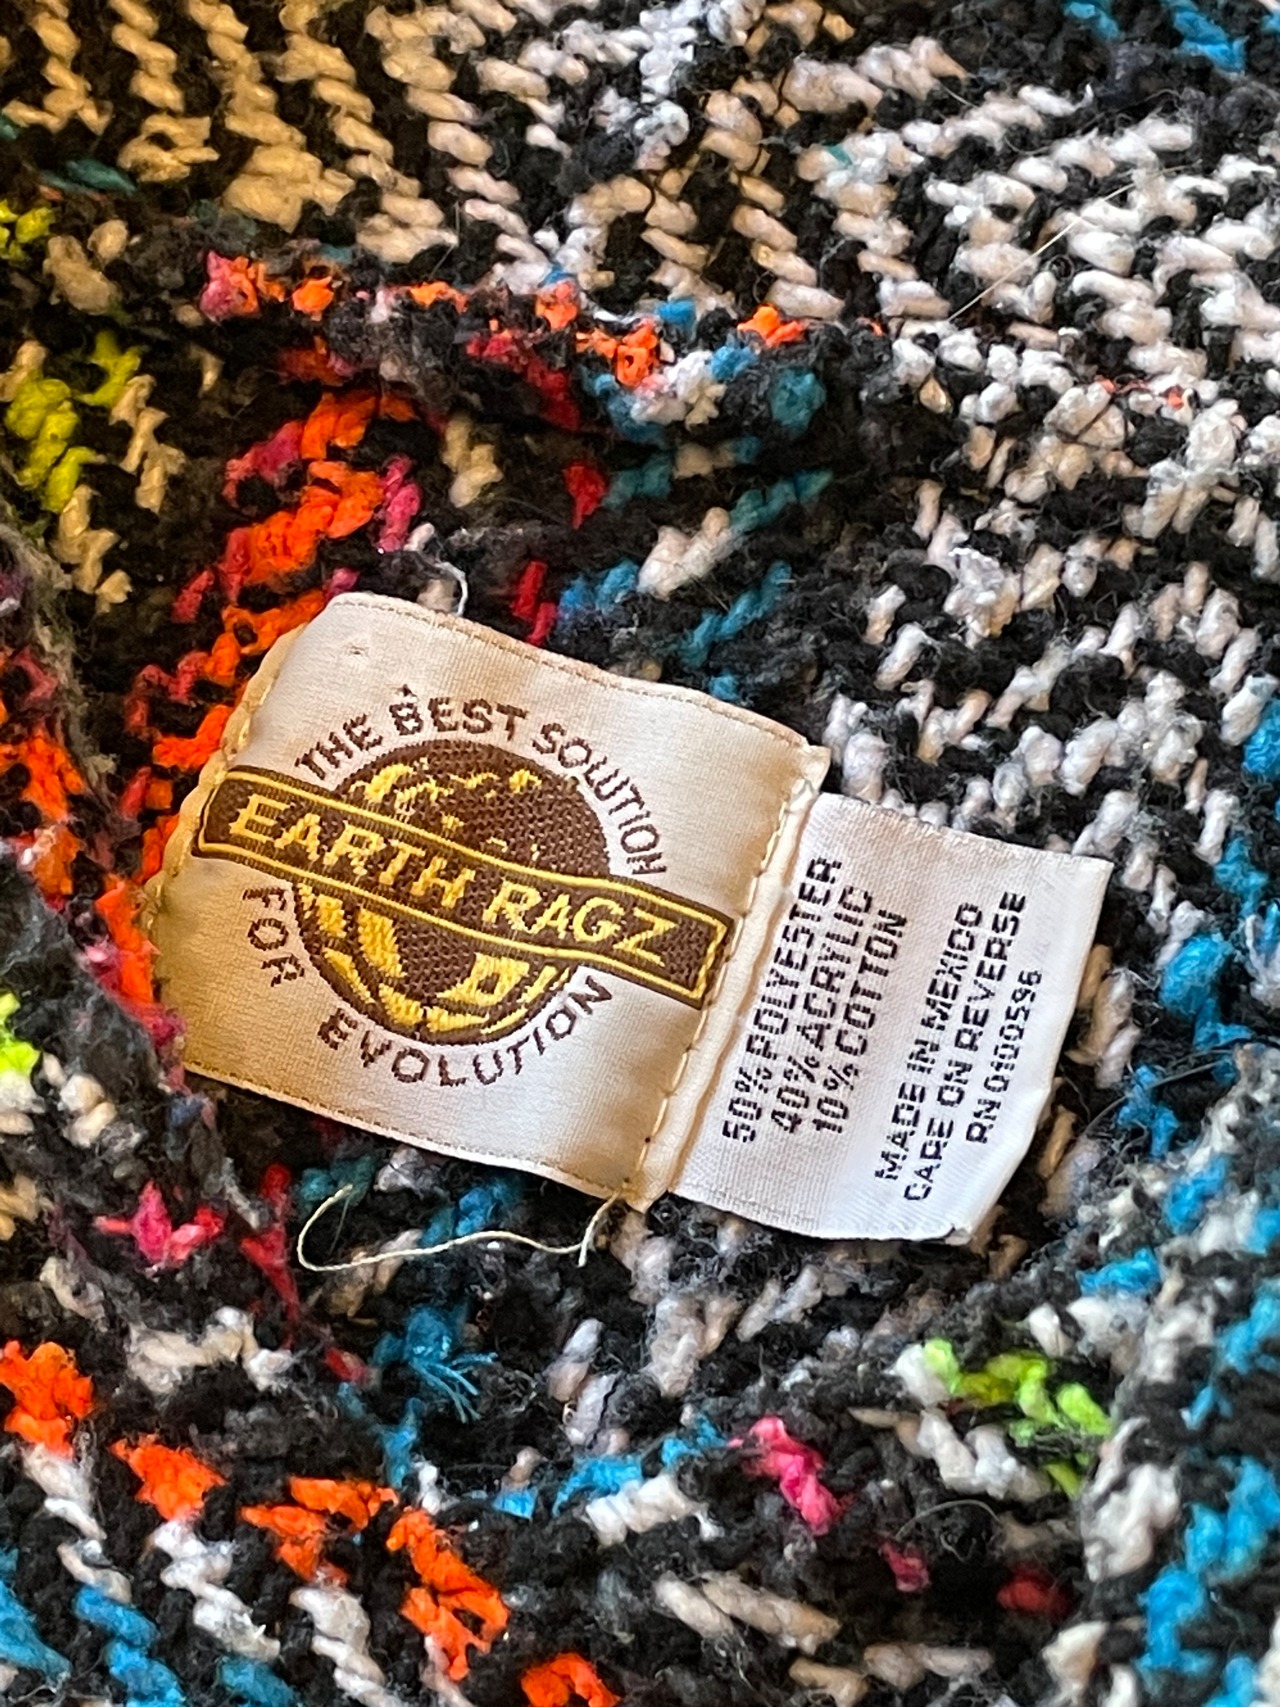 THE BEST SOLUTION
EARTH RAGZ
FOR EVOLUTION
50% POLYESTER
40% ACRYLIC
10% COTTON
MADE IN MEXICO
CARE ON REVERSE
RN 0100596